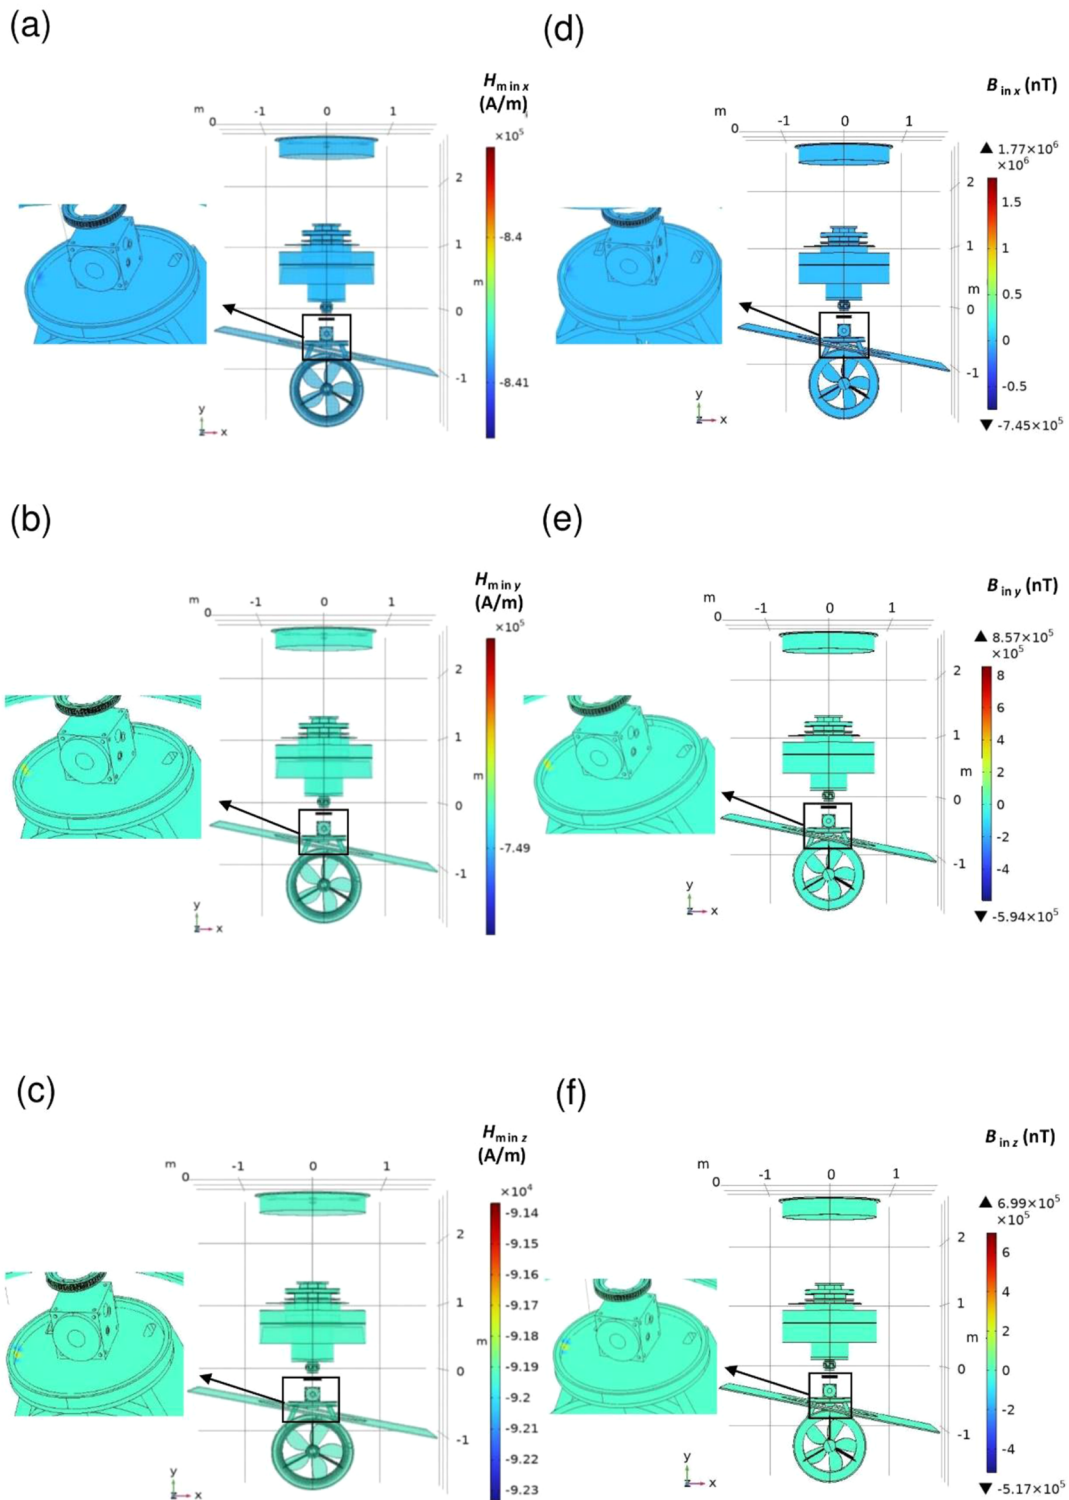 (a)
H m in x
(A/m)
×10⁵
-8.4
-8.41
m
-1
0
1
0
2
1
m
0
-1
y
z
x
(d)
B in x (nT)
▲ 1.77×10⁶
×10⁶
1.5
1
0.5
0
-0.5
▼ -7.45×10⁵
m
-1
0
1
0
2
1
m
0
-1
y
z
x
(b)
H m in y
(A/m)
×10⁵
-7.49
m
-1
0
1
0
2
1
m
0
-1
y
z
x
(e)
B in y (nT)
▲ 8.57×10⁵
×10⁵
8
6
4
2
0
-2
-4
▼ -5.94×10⁵
m
-1
0
1
0
2
1
m
0
-1
y
z
x
(c)
H m in z
(A/m)
×10⁴
-9.14
-9.15
-9.16
-9.17
-9.18
-9.19
-9.2
-9.21
-9.22
-9.23
m
-1
0
1
0
2
1
m
0
-1
y
z
x
(f)
B in z (nT)
▲ 6.99×10⁵
×10⁵
6
4
2
0
-2
-4
▼ -5.17×10⁵
m
-1
0
1
0
2
1
m
0
-1
y
z
x